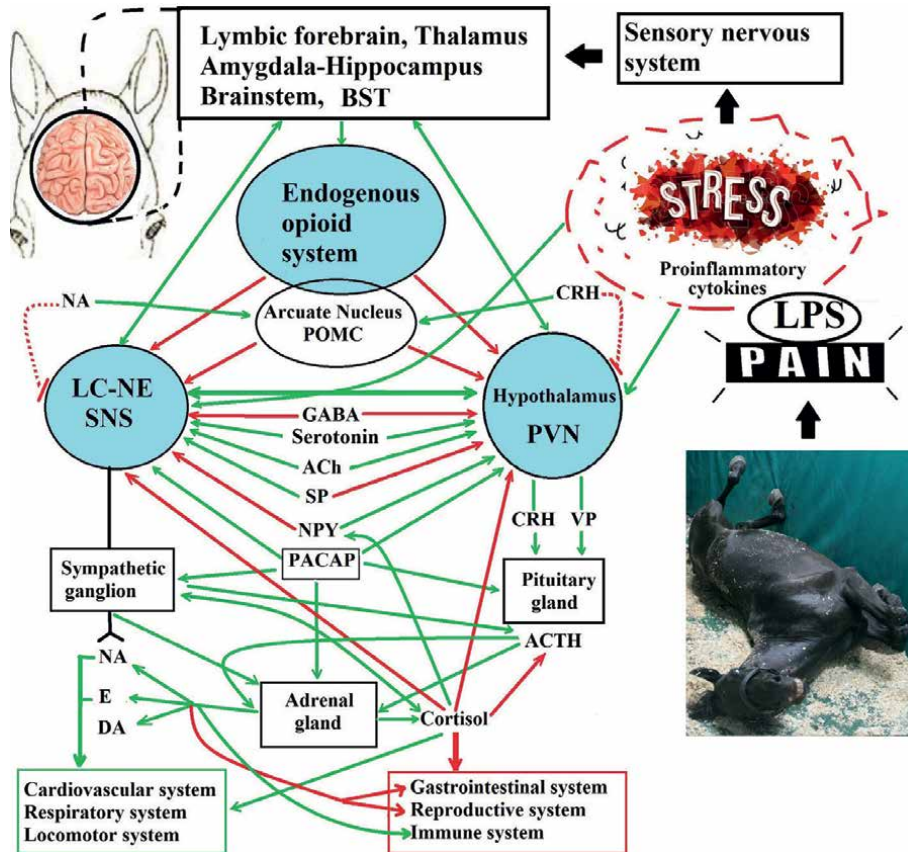 Lymbic forebrain, Thalamus
Amygdala-Hippocampus
Brainstem, BST
Sensory nervous
system
STRESS
Proinflammatory
cytokines
LPS
PAIN
Endogenous
opioid
system
NA
CRH
Arcuate Nucleus
POMC
LC-NE
SNS
Hypothalamus
PVN
GABA
Serotonin
ACh
SP
NPY
PACAP
CRH
VP
Sympathetic
ganglion
Pituitary
gland
ACTH
NA
E
DA
Adrenal
gland
Cortisol
Cardiovascular system
Respiratory system
Locomotor system
Gastrointestinal system
Reproductive system
Immune system